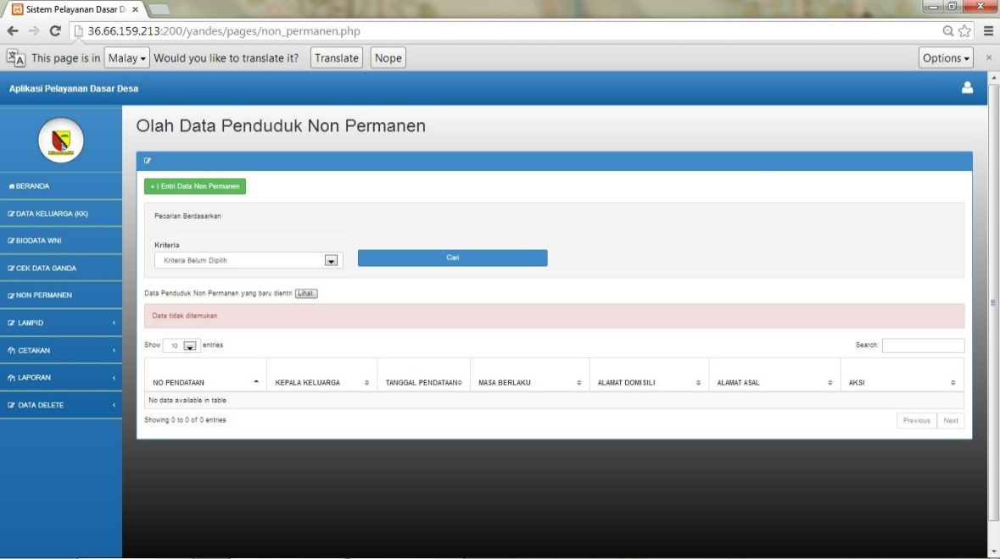 Sistem Pelayanan Dasar D
36.66.159.213:200/yandes/pages/non_permanen.php
This page is in Malay Would you like to translate it? Translate Nope Options
Aplikasi Pelayanan Dasar Desa
Olah Data Penduduk Non Permanen
+ | Entri Data Non Permanen
BERANDA
DATA KELUARGA (KK)
BIODATA WNI
CEK DATA GANDA
NON PERMANEN
LAMPID
CETAKAN
LAPORAN
DATA DELETE
Pecarian Berdasarkan
Kriteria
Kriteria Belum Dipilih Cari
Data Penduduk Non Permanen yang baru dientri Lihat..
Data tidak ditemukan
Show 10 entries Search:
NO PENDATAAN KEPALA KELUARGA TANGGAL PENDATAAN MASA BERLAKU ALAMAT DOMISILI ALAMAT ASAL AKSI
No data available in table
Showing 0 to 0 of 0 entries Previous Next